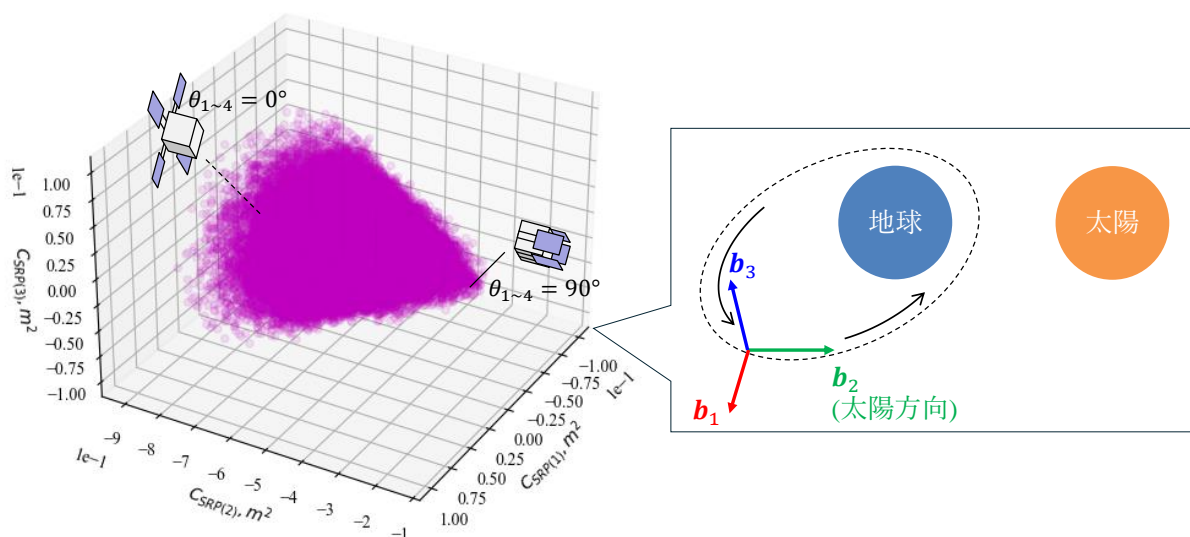 θ₁~₄ = 0°
θ₁~₄ = 90°
1e−1
1.00
0.75
0.50
0.25
0.00
−0.25
−0.50
−0.75
−1.00
C_SRP(3), m²
1e−1
−9
−8
−7
−6
−5
−4
−3
−2
−1
C_SRP(2), m²
1e−1
−1.00
−0.75
−0.50
−0.25
0.00
0.25
0.50
0.75
1.00
C_SRP(1), m²
地球
太陽
b₃
b₂
(太陽方向)
b₁